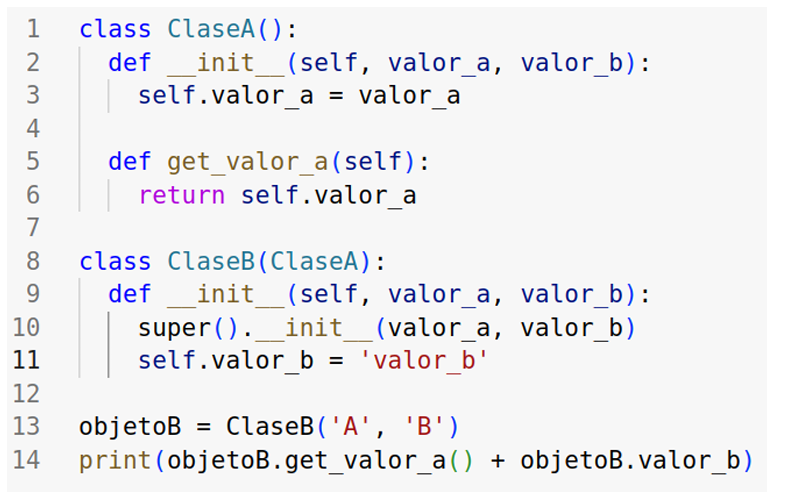 1 class ClaseA():
2   def __init__(self, valor_a, valor_b):
3     self.valor_a = valor_a
4
5   def get_valor_a(self):
6     return self.valor_a
7
8 class ClaseB(ClaseA):
9   def __init__(self, valor_a, valor_b):
10     super().__init__(valor_a, valor_b)
11     self.valor_b = 'valor_b'
12
13 objetoB = ClaseB('A', 'B')
14 print(objetoB.get_valor_a() + objetoB.valor_b)